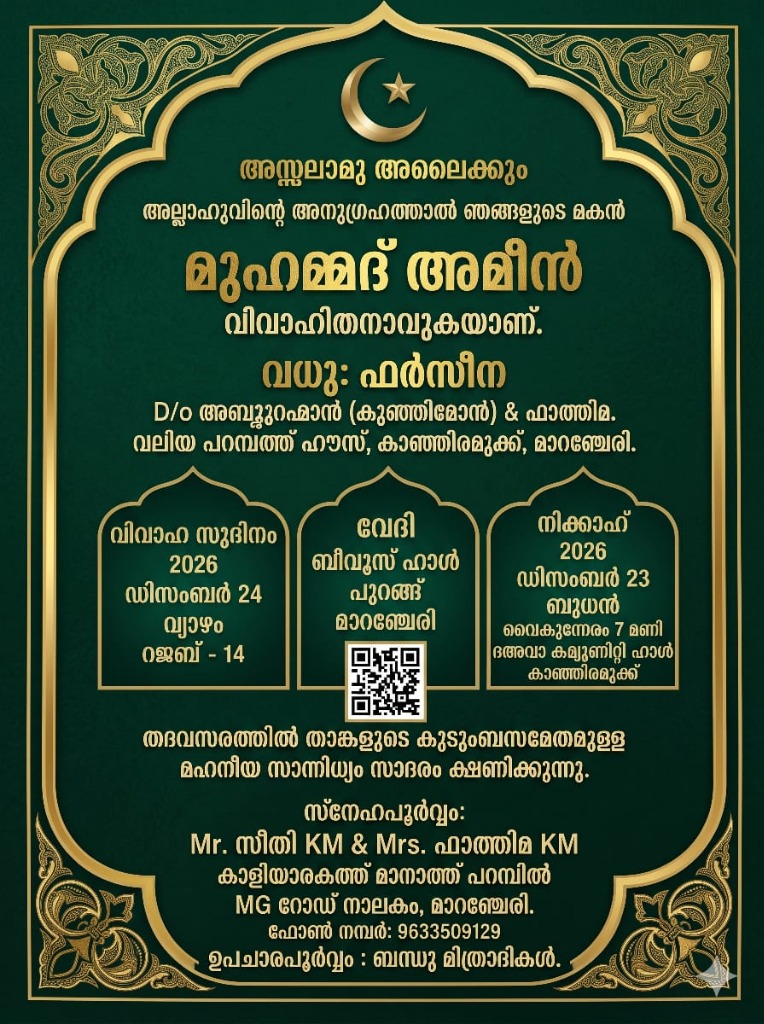 അസ്സലാമു അലൈക്കും
അല്ലാഹുവിന്റെ അനുഗ്രഹത്താൽ ഞങ്ങളുടെ മകൻ
മുഹമ്മദ് അമീൻ
വിവാഹിതനാവുകയാണ്.
വധു: ഫർസീന
D/o അബ്ദുറഹ്മാൻ (കുഞ്ഞിമോൻ) & ഫാത്തിമ.
വലിയ പറമ്പത്ത് ഹൗസ്, കാഞ്ഞിരമുക്ക്, മാറഞ്ചേരി.
വിവാഹ സുദിനം
2026
ഡിസംബർ 24
വ്യാഴം
റജബ് - 14
വേദി
ബീവൂസ് ഹാൾ
പുറങ്ങ്
മാറഞ്ചേരി
നിക്കാഹ്
2026
ഡിസംബർ 23
ബുധൻ
വൈകുന്നേരം 7 മണി
ദഅവാ കമ്യൂണിറ്റി ഹാൾ
കാഞ്ഞിരമുക്ക്
തദവസരത്തിൽ താങ്കളുടെ കുടുംബസമേതമുള്ള
മഹനീയ സാന്നിധ്യം സാദരം ക്ഷണിക്കുന്നു.
സ്നേഹപൂർവ്വം:
Mr. സീതി KM & Mrs. ഫാത്തിമ KM
കാളിയാരകത്ത് മാനാത്ത് പറമ്പിൽ
MG റോഡ് നാലകം, മാറഞ്ചേരി.
ഫോൺ നമ്പർ: 9633509129
ഉപചാരപൂർവ്വം : ബന്ധു മിത്രാദികൾ.